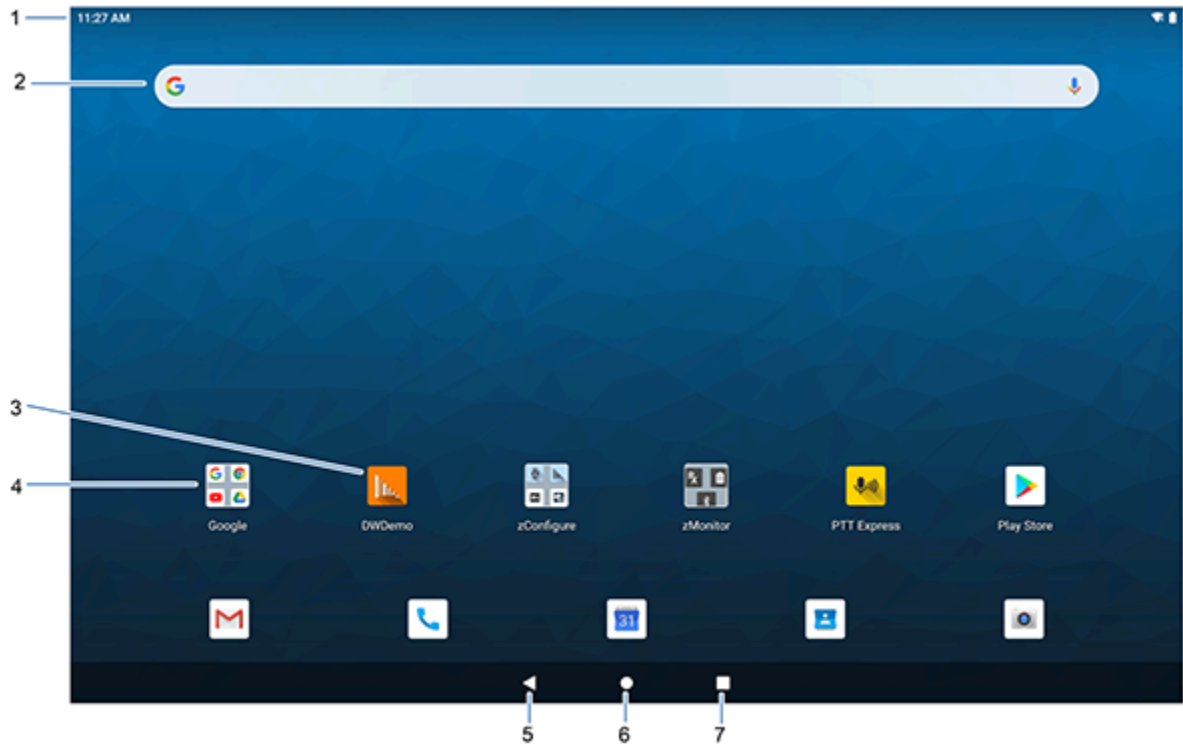 1
11:27 AM
2
3
4
Google
DWDemo
zConfigure
zMonitor
PTT Express
Play Store
31
5
6
7